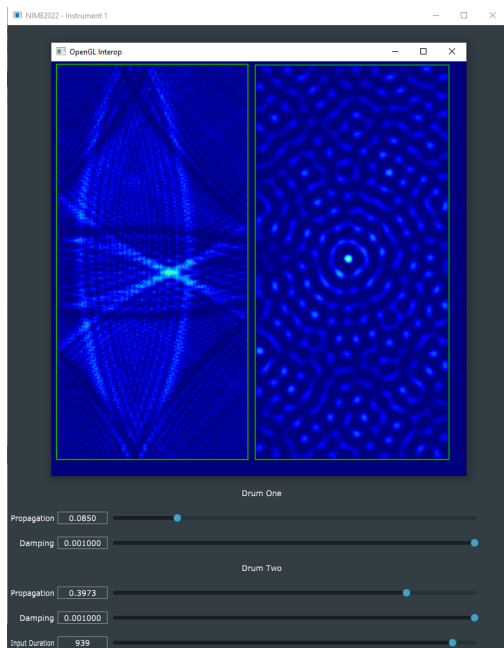 NIME2022 - Instrument 1
OpenGL Interop
Drum One
Propagation 0.0850
Damping 0.001000
Drum Two
Propagation 0.3973
Damping 0.001000
Input Duration 939